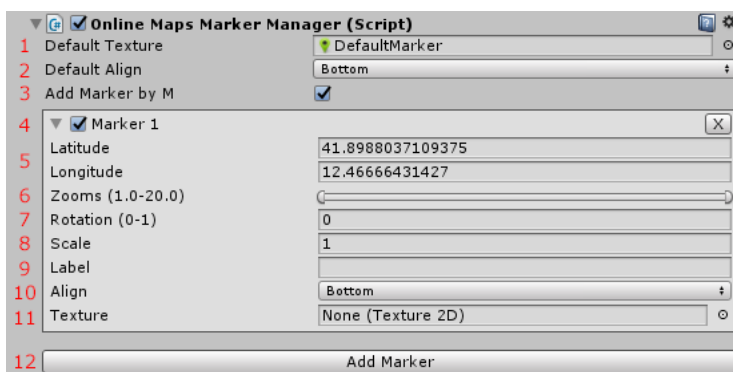 Online Maps Marker Manager (Script)
1 Default Texture DefaultMarker
2 Default Align Bottom
3 Add Marker by M
4 Marker 1 X
5
Latitude 41.8988037109375
Longitude 12.46666431427
6 Zooms (1.0-20.0)
7 Rotation (0-1) 0
8 Scale 1
9 Label
10 Align Bottom
11 Texture None (Texture 2D)
12 Add Marker